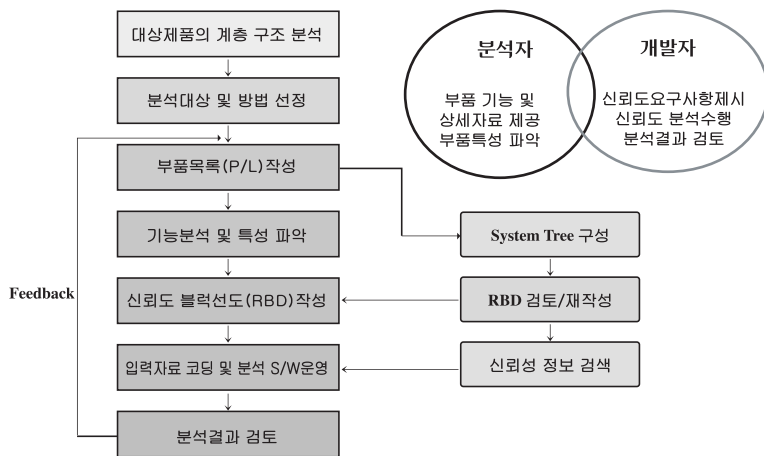 대상제품의 계층 구조 분석
분석대상 및 방법 선정
부품목록(P/L)작성
기능분석 및 특성 파악
신뢰도 블럭선도(RBD)작성
입력자료 코딩 및 분석 S/W운영
분석결과 검토
Feedback
분석자
부품 기능 및
상세자료 제공
부품특성 파악
개발자
신뢰도요구사항제시
신뢰도 분석수행
분석결과 검토
System Tree 구성
RBD 검토/재작성
신뢰성 정보 검색